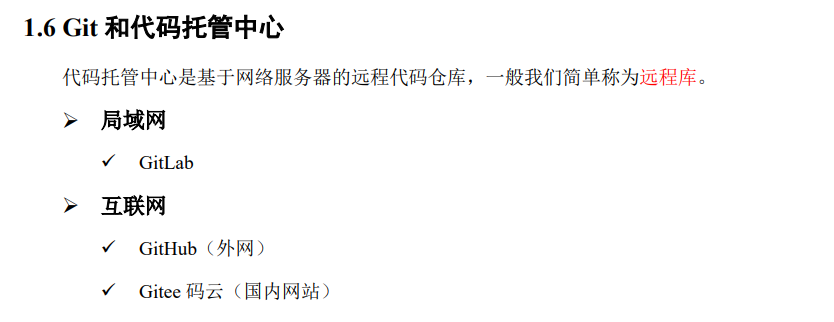 1.6 Git 和代码托管中心
代码托管中心是基于网络服务器的远程代码仓库，一般我们简单称为远程库。
➢ 局域网
✓ GitLab
➢ 互联网
✓ GitHub（外网）
✓ Gitee 码云（国内网站）